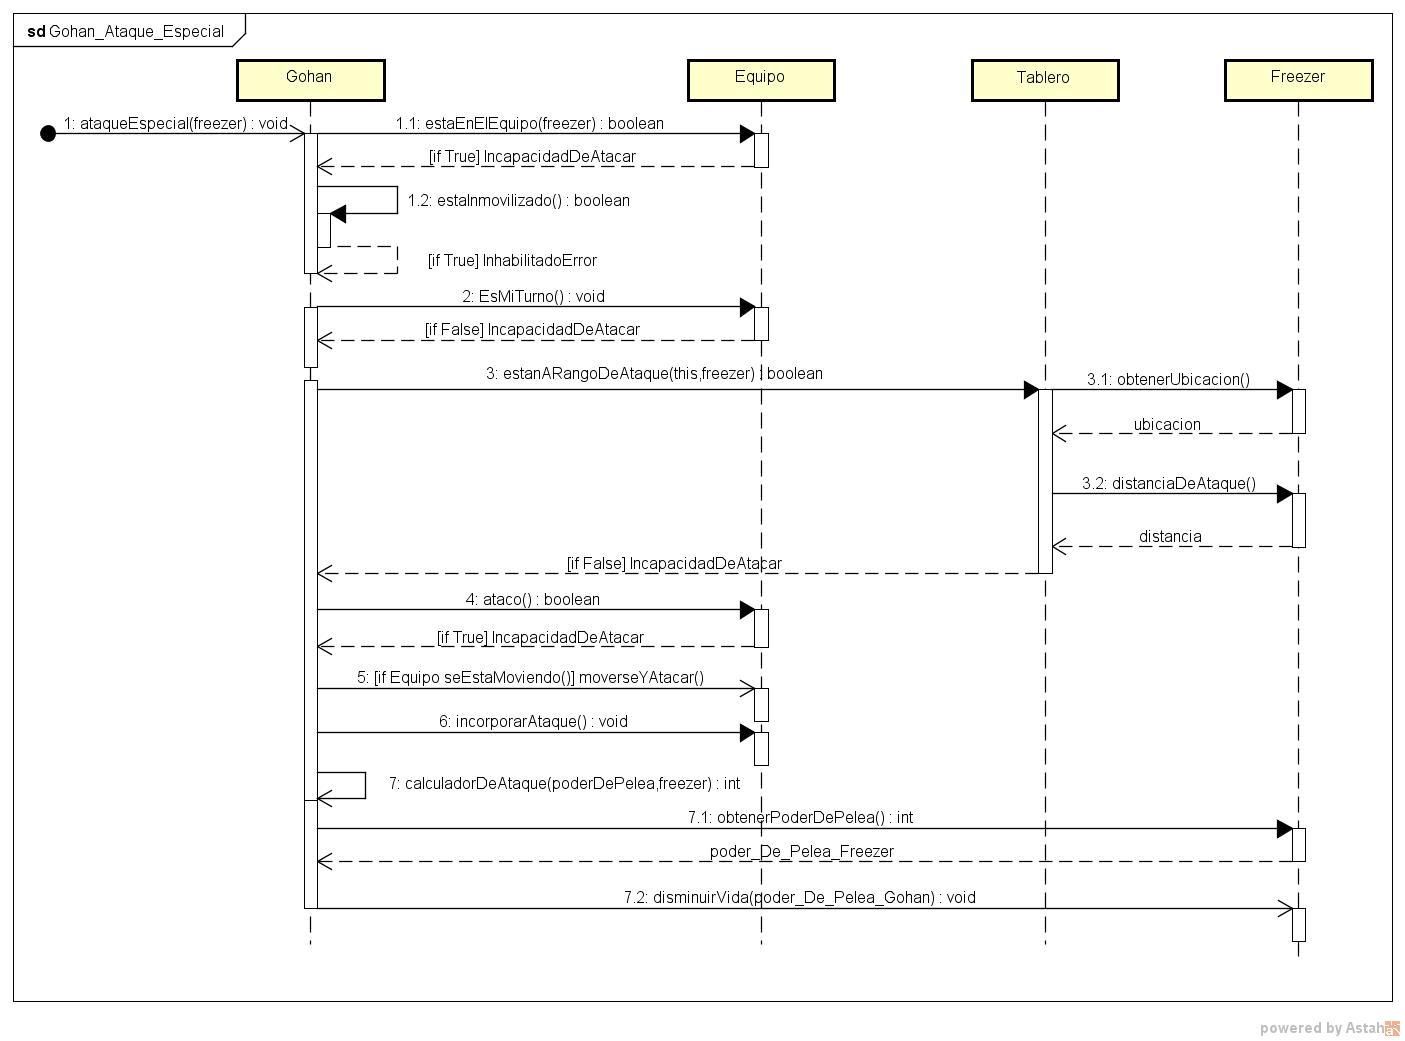 sd Gohan_Ataque_Especial
Gohan
Equipo
Tablero
Freezer
1: ataqueEspecial(freezer) : void
1.1: estaEnElEquipo(freezer) : boolean
[if True] IncapacidadDeAtacar
1.2: estaInmovilizado() : boolean
[if True] InhabilitadoError
2: EsMiTurno() : void
[if False] IncapacidadDeAtacar
3: estanARangoDeAtaque(this,freezer) : boolean
3.1: obtenerUbicacion()
ubicacion
3.2: distanciaDeAtaque()
distancia
[if False] IncapacidadDeAtacar
4: ataco() : boolean
[if True] IncapacidadDeAtacar
5: [if Equipo seEstaMoviendo()] moverseYAtacar()
6: incorporarAtaque() : void
7: calculadorDeAtaque(poderDePelea,freezer) : int
7.1: obtenerPoderDePelea() : int
poder_De_Pelea_Freezer
7.2: disminuirVida(poder_De_Pelea_Gohan) : void
powered by Astah